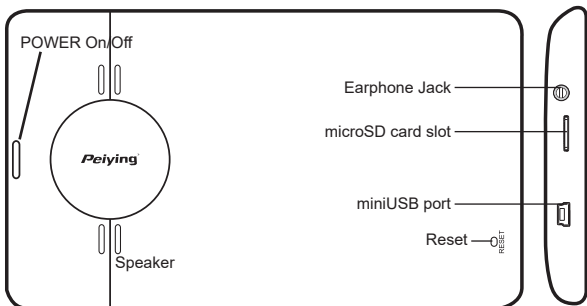 POWER On/Off
Earphone Jack
microSD card slot
Peiying
miniUSB port
Reset
RESET
Speaker